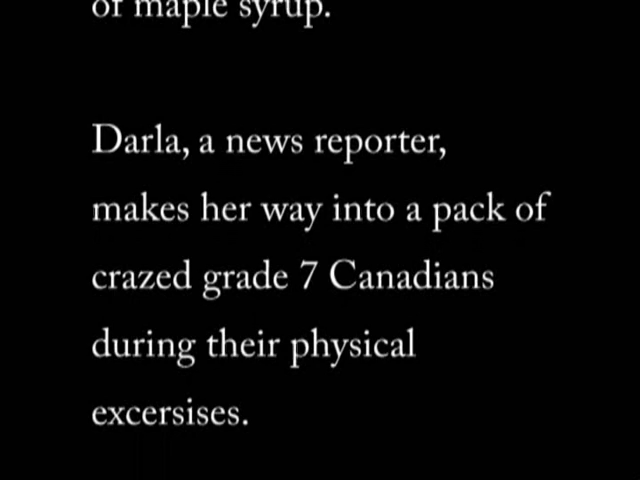 of maple syrup.
Darla, a news reporter,
makes her way into a pack of
crazed grade 7 Canadians
during their physical
excersises.